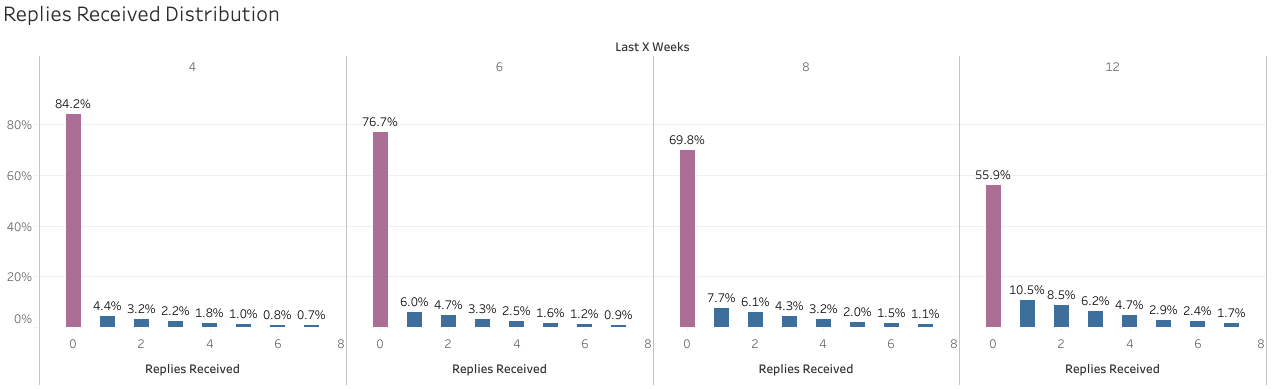 Replies Received Distribution
Last X Weeks
4 6 8 12
84.2% 76.7% 69.8% 55.9%
80%
60%
40%
20%
0%
4.4% 3.2% 2.2% 1.8% 1.0% 0.8% 0.7% 6.0% 4.7% 3.3% 2.5% 1.6% 1.2% 0.9% 7.7% 6.1% 4.3% 3.2% 2.0% 1.5% 1.1% 10.5% 8.5% 6.2% 4.7% 2.9% 2.4% 1.7%
0 2 4 6 8 0 2 4 6 8 0 2 4 6 8 0 2 4 6 8
Replies Received Replies Received Replies Received Replies Received